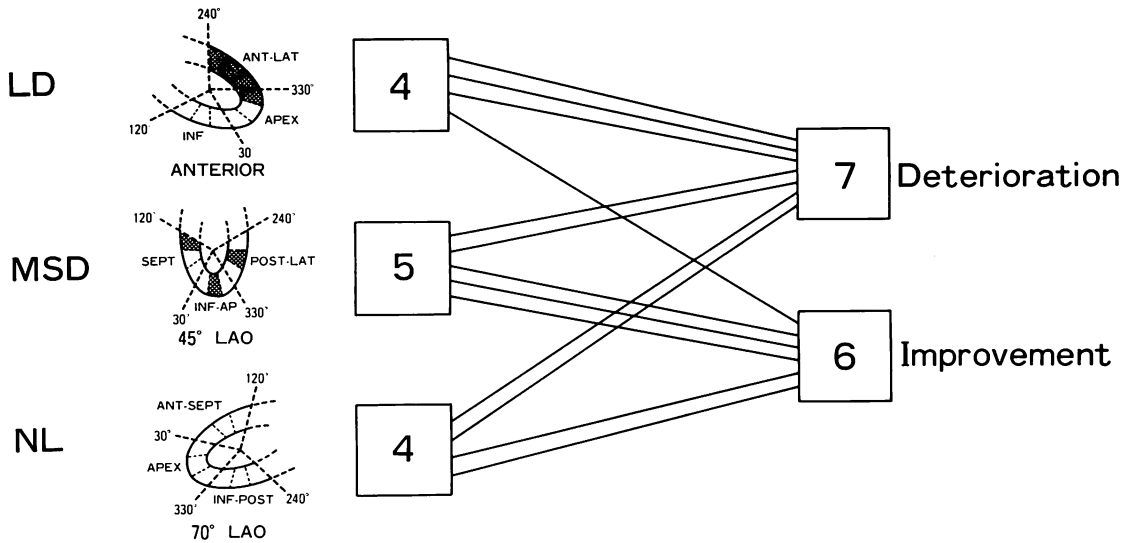 LD
240°
ANT-LAT
330°
120°
INF
APEX
30
ANTERIOR
4
MSD
120°
240°
SEPT
POST-LAT
INF-AP
30°
330°
45° LAO
5
NL
120°
ANT-SEPT
30°
APEX
INF-POST
240°
330°
70° LAO
4
7
Deterioration
6
Improvement